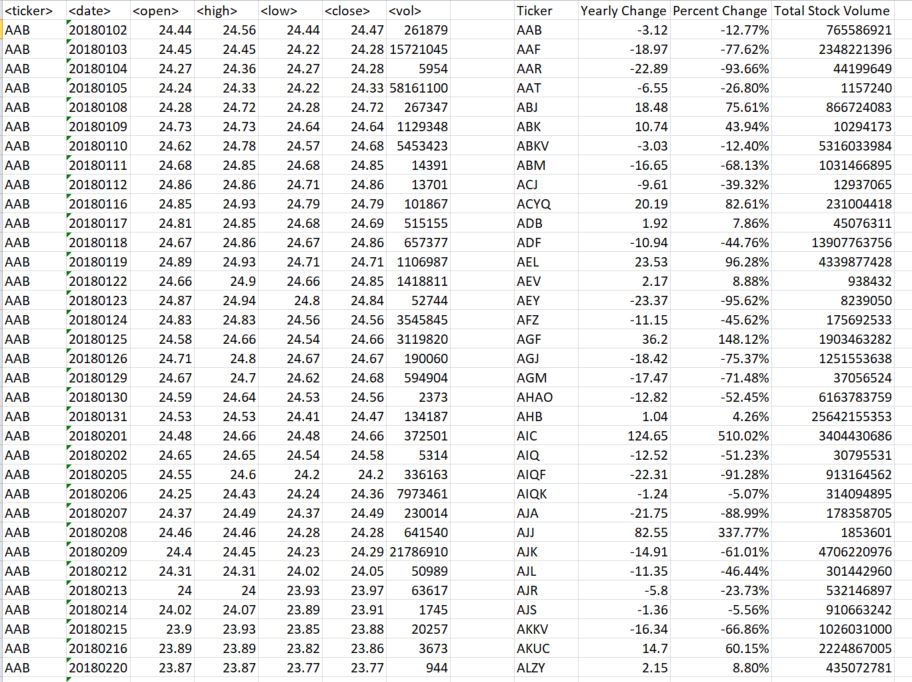 <ticker> <date> <open> <high> <low> <close> <vol> Ticker Yearly Change Percent Change Total Stock Volume
AAB 20180102 24.44 24.56 24.44 24.47 261879 AAB -3.12 -12.77% 765586921
AAB 20180103 24.45 24.45 24.22 24.28 15721045 AAF -18.97 -77.62% 2348221396
AAB 20180104 24.27 24.36 24.27 24.28 5954 AAR -22.89 -93.66% 44199649
AAB 20180105 24.24 24.33 24.22 24.33 58161100 AAT -6.55 -26.80% 1157240
AAB 20180108 24.28 24.72 24.28 24.72 267347 ABJ 18.48 75.61% 866724083
AAB 20180109 24.73 24.73 24.64 24.64 1129348 ABK 10.74 43.94% 10294173
AAB 20180110 24.62 24.78 24.57 24.68 5453423 ABKV -3.03 -12.40% 5316033984
AAB 20180111 24.68 24.85 24.68 24.85 14391 ABM -16.65 -68.13% 1031466895
AAB 20180112 24.86 24.86 24.71 24.86 13701 ACJ -9.61 -39.32% 12937065
AAB 20180116 24.85 24.93 24.79 24.79 101867 ACYQ 20.19 82.61% 231004418
AAB 20180117 24.81 24.85 24.68 24.69 515155 ADB 1.92 7.86% 45076311
AAB 20180118 24.67 24.86 24.67 24.86 657377 ADF -10.94 -44.76% 13907763756
AAB 20180119 24.89 24.93 24.71 24.71 1106987 AEL 23.53 96.28% 4339877428
AAB 20180122 24.66 24.9 24.66 24.85 1418811 AEV 2.17 8.88% 938432
AAB 20180123 24.87 24.94 24.8 24.84 52744 AEY -23.37 -95.62% 8239050
AAB 20180124 24.83 24.83 24.56 24.56 3545845 AFZ -11.15 -45.62% 175692533
AAB 20180125 24.58 24.66 24.54 24.66 3119820 AGF 36.2 148.12% 1903463282
AAB 20180126 24.71 24.8 24.67 24.67 190060 AGJ -18.42 -75.37% 1251553638
AAB 20180129 24.67 24.7 24.62 24.68 594904 AGM -17.47 -71.48% 37056524
AAB 20180130 24.59 24.64 24.53 24.56 2373 AHAO -12.82 -52.45% 6163783759
AAB 20180131 24.53 24.53 24.41 24.47 134187 AHB 1.04 4.26% 25642155353
AAB 20180201 24.48 24.66 24.48 24.66 372501 AIC 124.65 510.02% 3404430686
AAB 20180202 24.65 24.65 24.54 24.58 5314 AIQ -12.52 -51.23% 30795531
AAB 20180205 24.55 24.6 24.2 24.2 336163 AIQF -22.31 -91.28% 913164562
AAB 20180206 24.25 24.43 24.24 24.36 7973461 AIQK -1.24 -5.07% 314094895
AAB 20180207 24.37 24.49 24.37 24.49 230014 AJA -21.75 -88.99% 178358705
AAB 20180208 24.46 24.46 24.28 24.28 641540 AJJ 82.55 337.77% 1853601
AAB 20180209 24.4 24.45 24.23 24.29 21786910 AJK -14.91 -61.01% 4706220976
AAB 20180212 24.31 24.31 24.02 24.05 50989 AJL -11.35 -46.44% 301442960
AAB 20180213 24 24 23.93 23.97 63617 AJR -5.8 -23.73% 532146897
AAB 20180214 24.02 24.07 23.89 23.91 1745 AJS -1.36 -5.56% 910663242
AAB 20180215 23.9 23.93 23.85 23.88 20257 AKKV -16.34 -66.86% 1026031000
AAB 20180216 23.89 23.89 23.82 23.86 3673 AKUC 14.7 60.15% 2224867005
AAB 20180220 23.87 23.87 23.77 23.77 944 ALZY 2.15 8.80% 435072781